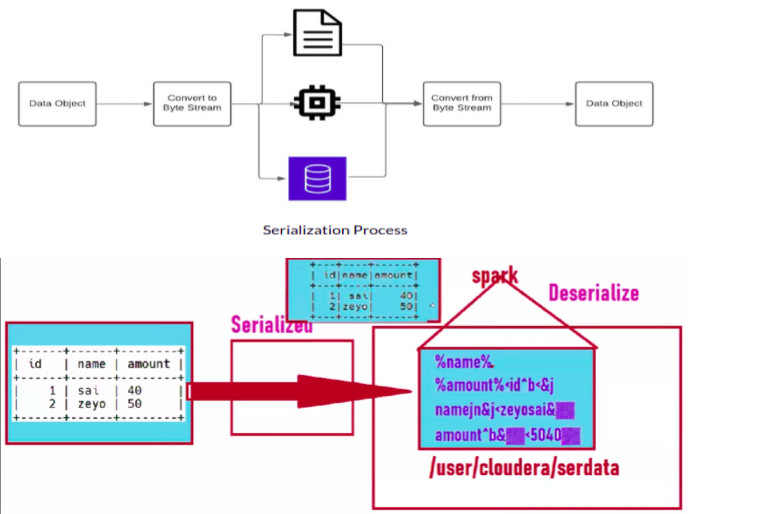 Data Object
Convert to
Byte Stream
Convert from
Byte Stream
Data Object
Serialization Process
+----+----+------+
| id|name|amount|
+----+----+------+
| 1| sai| 40|
| 2|zeyo| 50|
+----+----+------+
spark
Deserialize
Serialized
+-----+------+--------+
| id | name | amount |
+-----+------+--------+
| 1 | sai | 40 |
| 2 | zeyo | 50 |
+-----+------+--------+
%name%.
%amount%<id^b<&j
namejn&j<zeyosai&
amount^b& <5040
/user/cloudera/serdata